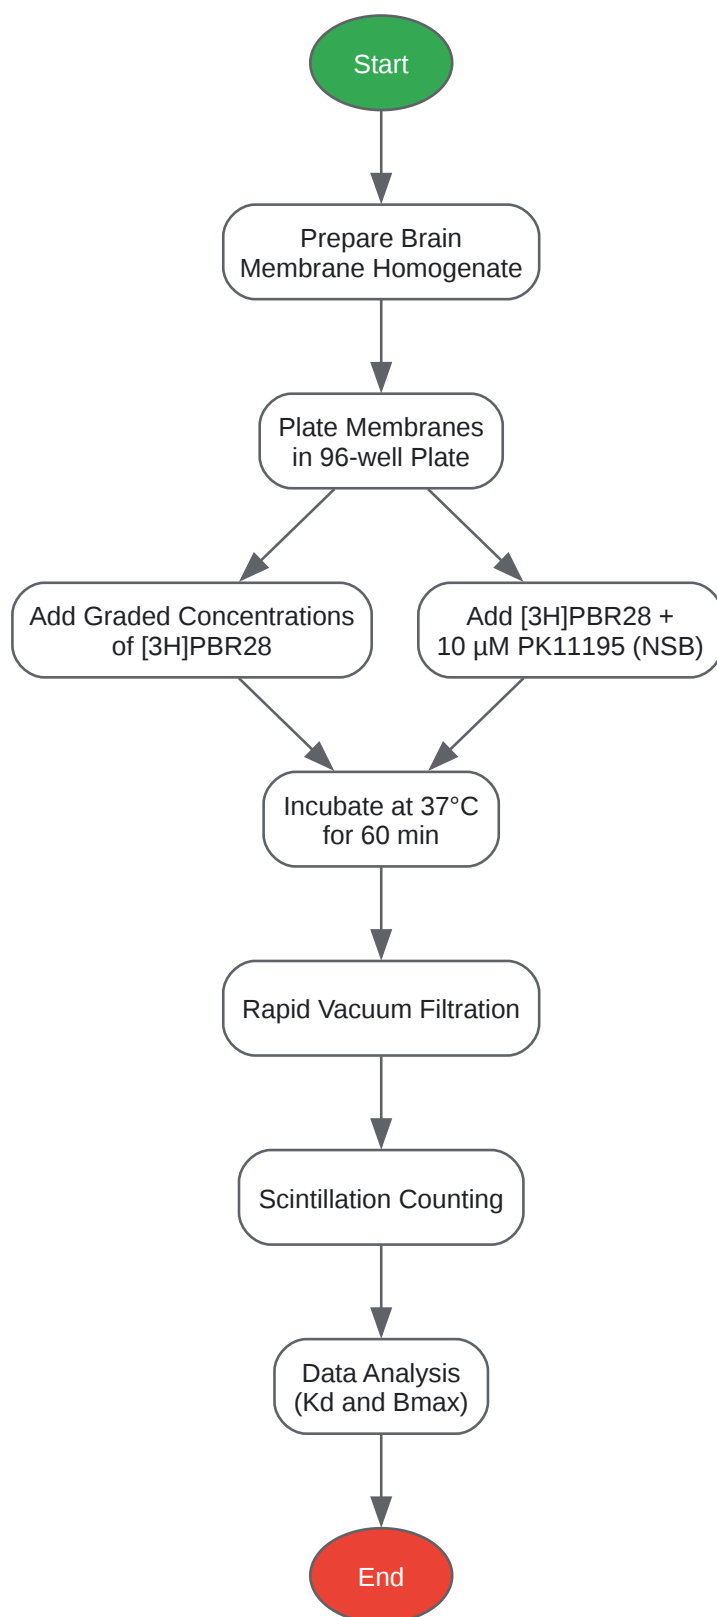 Start
Prepare Brain
Membrane Homogenate
Plate Membranes
in 96-well Plate
Add Graded Concentrations
of [3H]PBR28
Add [3H]PBR28 +
10 µM PK11195 (NSB)
Incubate at 37°C
for 60 min
Rapid Vacuum Filtration
Scintillation Counting
Data Analysis
(Kd and Bmax)
End